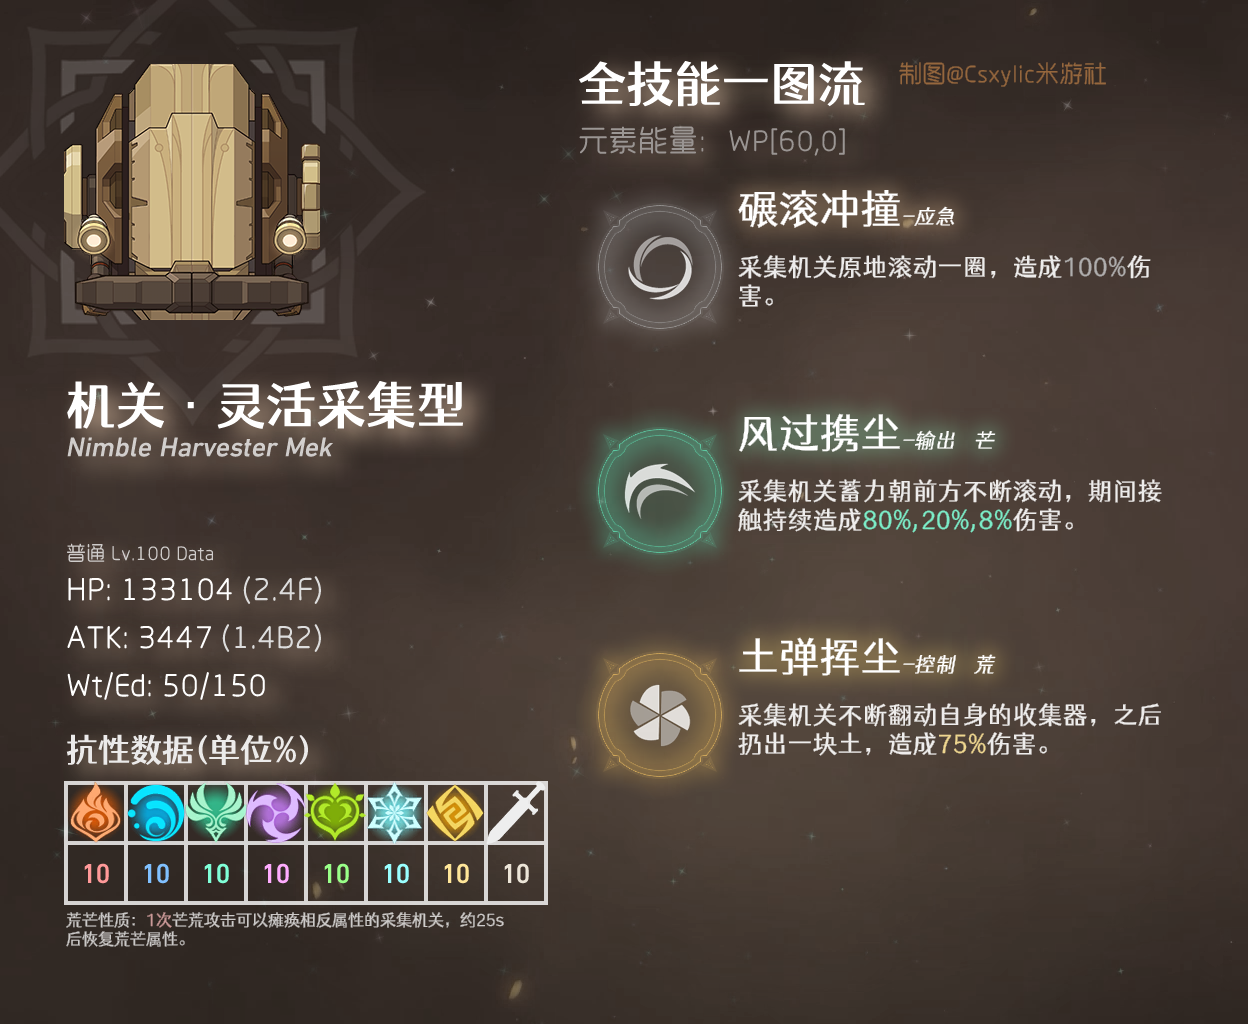 全技能一图流
制图@Csxylic米游社
元素能量： WP[60,0]
碾滚冲撞–应急
采集机关原地滚动一圈，造成100%伤
害。
机关 · 灵活采集型
Nimble Harvester Mek
风过携尘–输出 芒
采集机关蓄力朝前方不断滚动，期间接
触持续造成80%,20%,8%伤害。
普通 Lv.100 Data
HP: 133104 (2.4F)
ATK: 3447 (1.4B2)
Wt/Ed: 50/150
土弹挥尘–控制 荒
采集机关不断翻动自身的收集器，之后
扔出一块土，造成75%伤害。
抗性数据(单位%)
10 10 10 10 10 10 10 10
荒芒性质：1次芒荒攻击可以瘫痪相反属性的采集机关，约25s
后恢复荒芒属性。